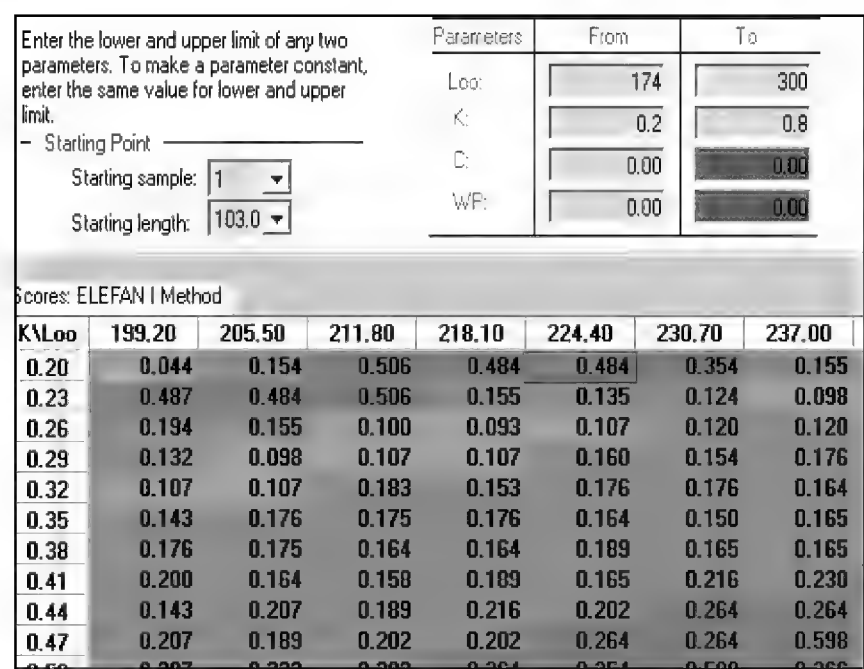 Enter the lower and upper limit of any two
parameters. To make a parameter constant,
enter the same value for lower and upper
limit.
Starting Point
Starting sample: 1
Starting length: 103.0
Parameters From To
Loo: 174 300
K: 0.2 0.8
C: 0.00 0.00
WP: 0.00 0.00
Scores: ELEFAN I Method
K\Loo 199.20 205.50 211.80 218.10 224.40 230.70 237.00
0.20 0.044 0.154 0.506 0.484 0.484 0.354 0.155
0.23 0.487 0.484 0.506 0.155 0.135 0.124 0.098
0.26 0.194 0.155 0.100 0.093 0.107 0.120 0.120
0.29 0.132 0.098 0.107 0.107 0.160 0.154 0.176
0.32 0.107 0.107 0.183 0.153 0.176 0.176 0.164
0.35 0.143 0.176 0.175 0.176 0.164 0.150 0.165
0.38 0.176 0.175 0.164 0.164 0.189 0.165 0.165
0.41 0.200 0.164 0.158 0.189 0.165 0.216 0.230
0.44 0.143 0.207 0.189 0.216 0.202 0.264 0.264
0.47 0.207 0.189 0.202 0.202 0.264 0.264 0.598